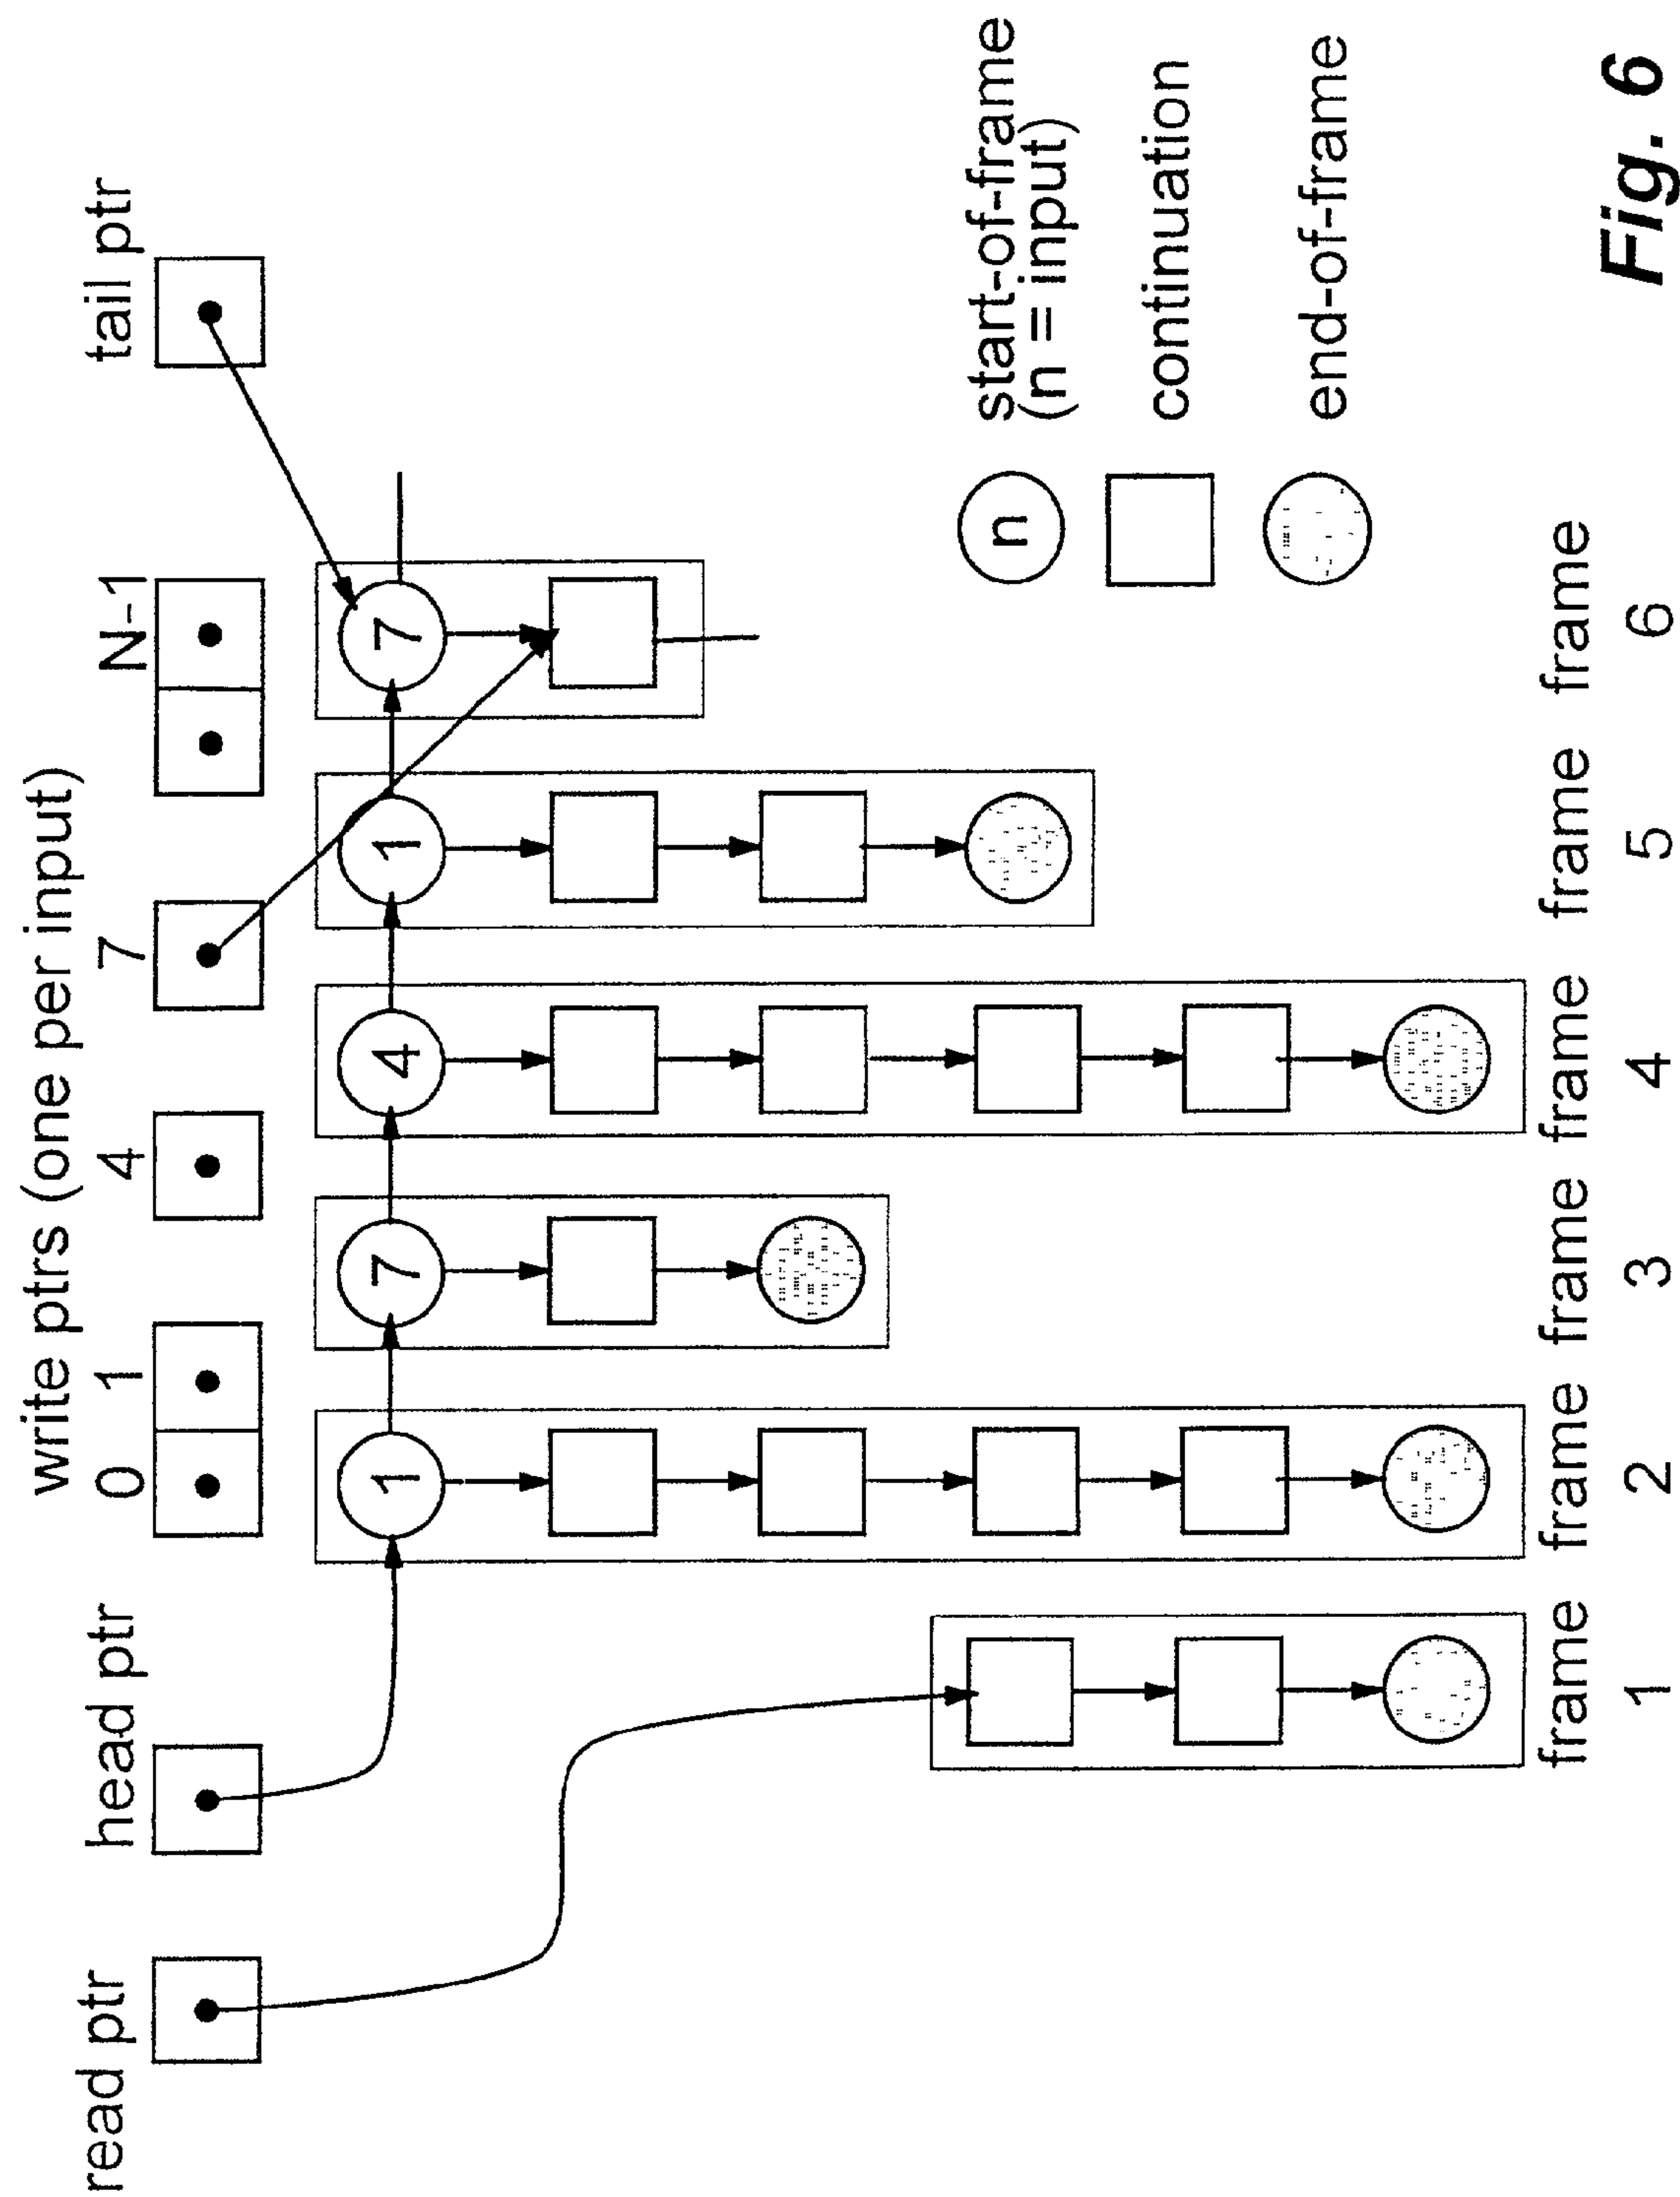 write ptrs (one per input)
read ptr
head ptr
0 1 4 7 N-1
tail ptr
1 7 4 1 7
n
start-of-frame
(n = input)
continuation
end-of-frame
frame frame frame frame frame frame
1 2 3 4 5 6
Fig. 6